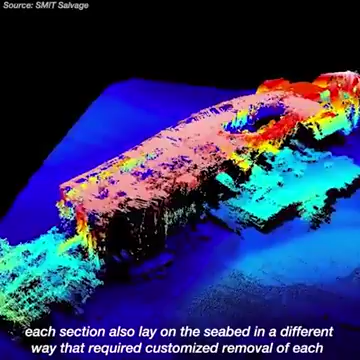 Source: SMIT Salvage
each section also lay on the seabed in a different
way that required customized removal of each